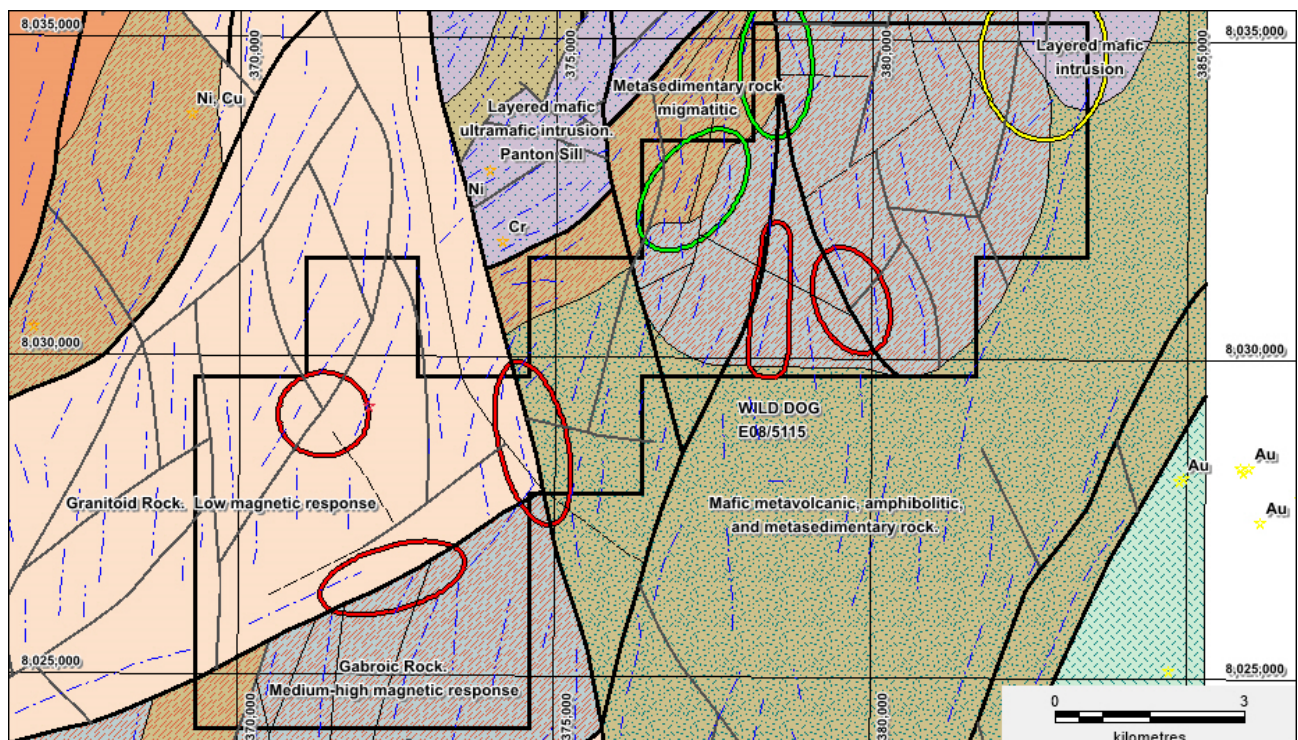 8,035,000
370,000
375,000
380,000
385,000
8,035,000
Layered mafic
intrusion
Ni, Cu
Metasedimentary rock
migmatitic
Layered mafic
ultramafic intrusion.
Panton Sill
Ni
Cr
8,030,000
8,030,000
WILD DOG
E08/5115
Au
Au
Au
Granitoid Rock. Low magnetic response
Mafic metavolcanic, amphibolitic,
and metasedimentary rock.
8,025,000
8,025,000
Gabroic Rock.
Medium-high magnetic response
370,000
375,000
380,000
0 3
kilometres